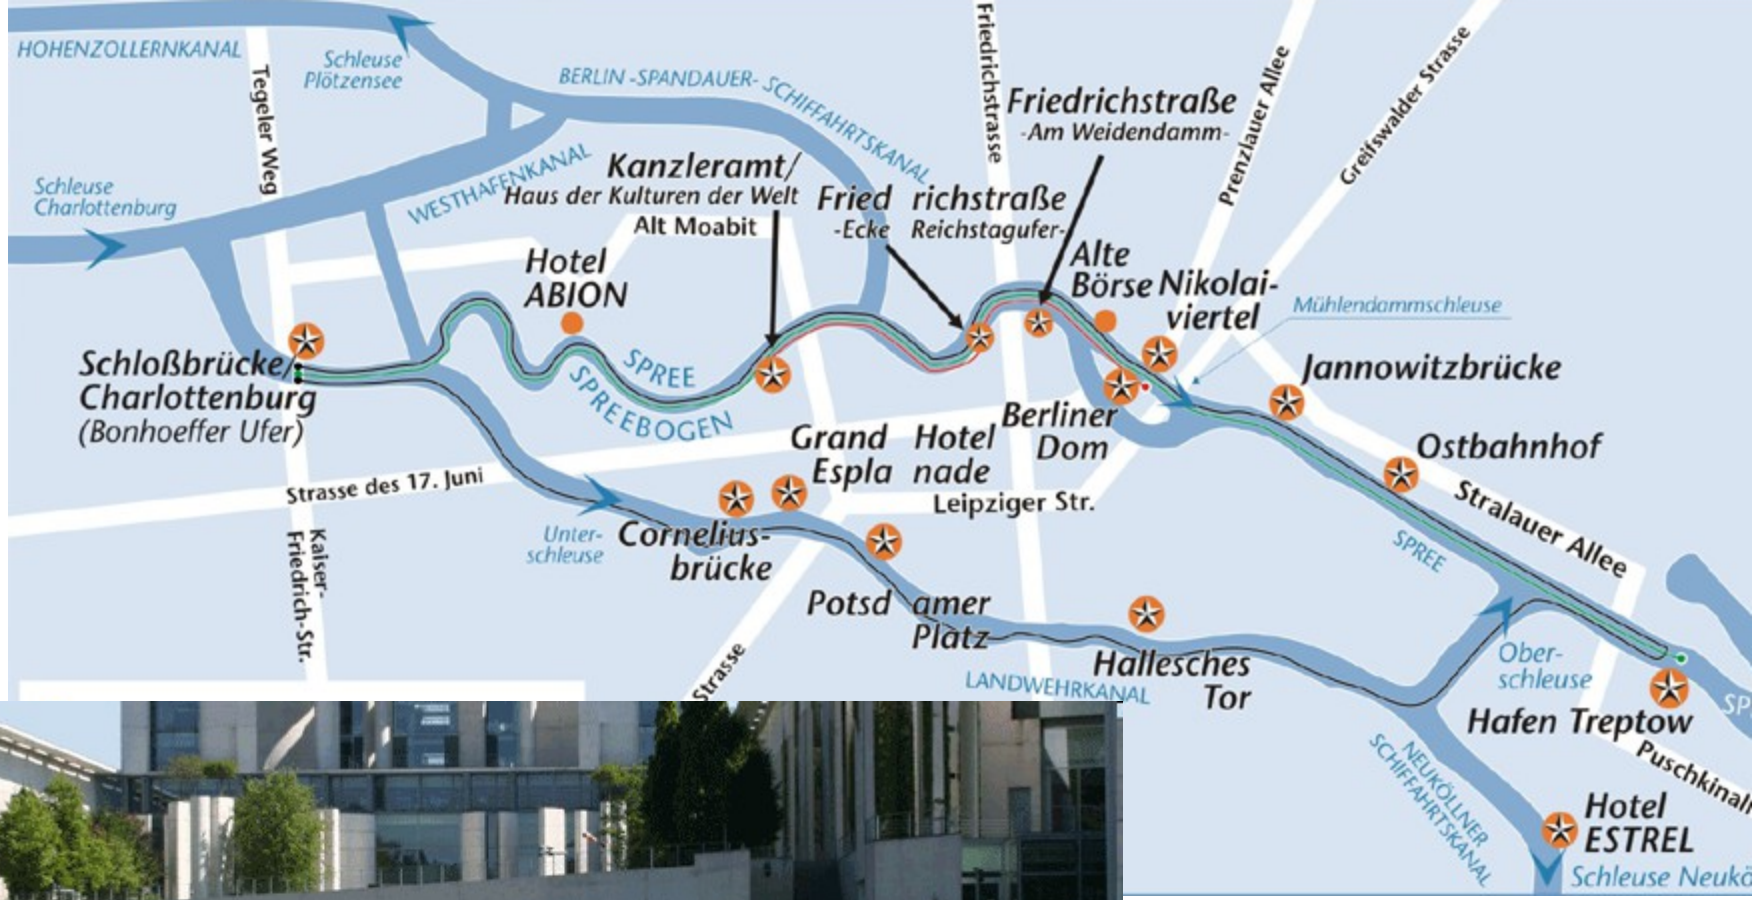 HOHENZOLLERNKANAL
Schleuse
Plötzensee
Tegeler Weg
BERLIN-SPANDAUER-SCHIFFAHRTSKANAL
Friedrichstrasse
Friedrichstraße
-Am Weidendamm-
Prenzlauer Allee
Greifswalder Strasse
Schleuse
Charlottenburg
WESTHAFENKANAL
Kanzleramt/
Haus der Kulturen der Welt
Alt Moabit
Fried richstraße
-Ecke Reichstagufer-
Hotel
ABION
Alte
Börse
Nikolai-
viertel
Mühlendammschleuse
Schloßbrücke/
Charlottenburg
(Bonhoeffer Ufer)
SPREE
SPREEBOGEN
Jannowitzbrücke
Berliner
Dom
Grand Hotel
Espla nade
Ostbahnhof
Strasse des 17. Juni
Leipziger Str.
Stralauer Allee
SPREE
Kaiser-
Friedrich-Str.
Unter-
schleuse
Cornelius-
brücke
Potsd amer
Platz
Strasse
Hallesches
Tor
LANDWEHRKANAL
Ober-
schleuse
SP
Hafen Treptow
Puschkinall
NEUKÖLLNER
SCHIFFAHRTSKANAL
Hotel
ESTREL
Schleuse Neukö